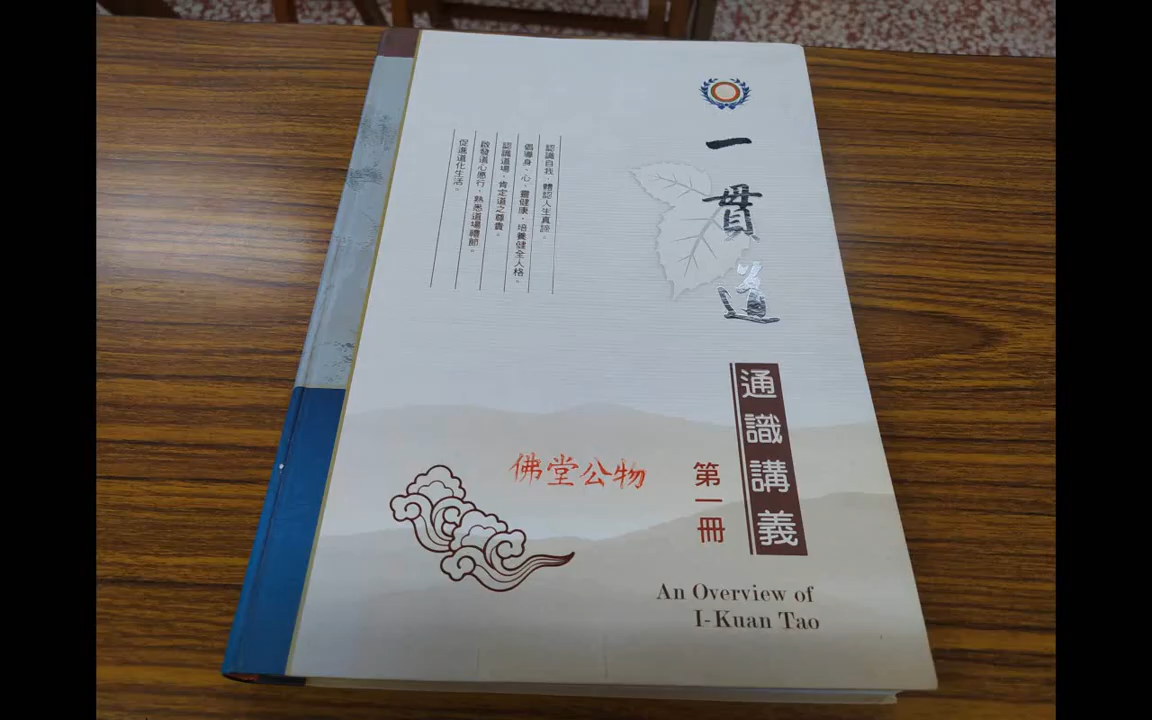 一貫道
通識講義
第一冊
認識自我，體認人生真諦。
倡導身、心、靈健康，培養健全人格。
認識道場，肯定道之尊貴。
啟發道心愿行，熟悉道場禮節。
促進道化生活。
佛堂公物
An Overview of
I-Kuan Tao